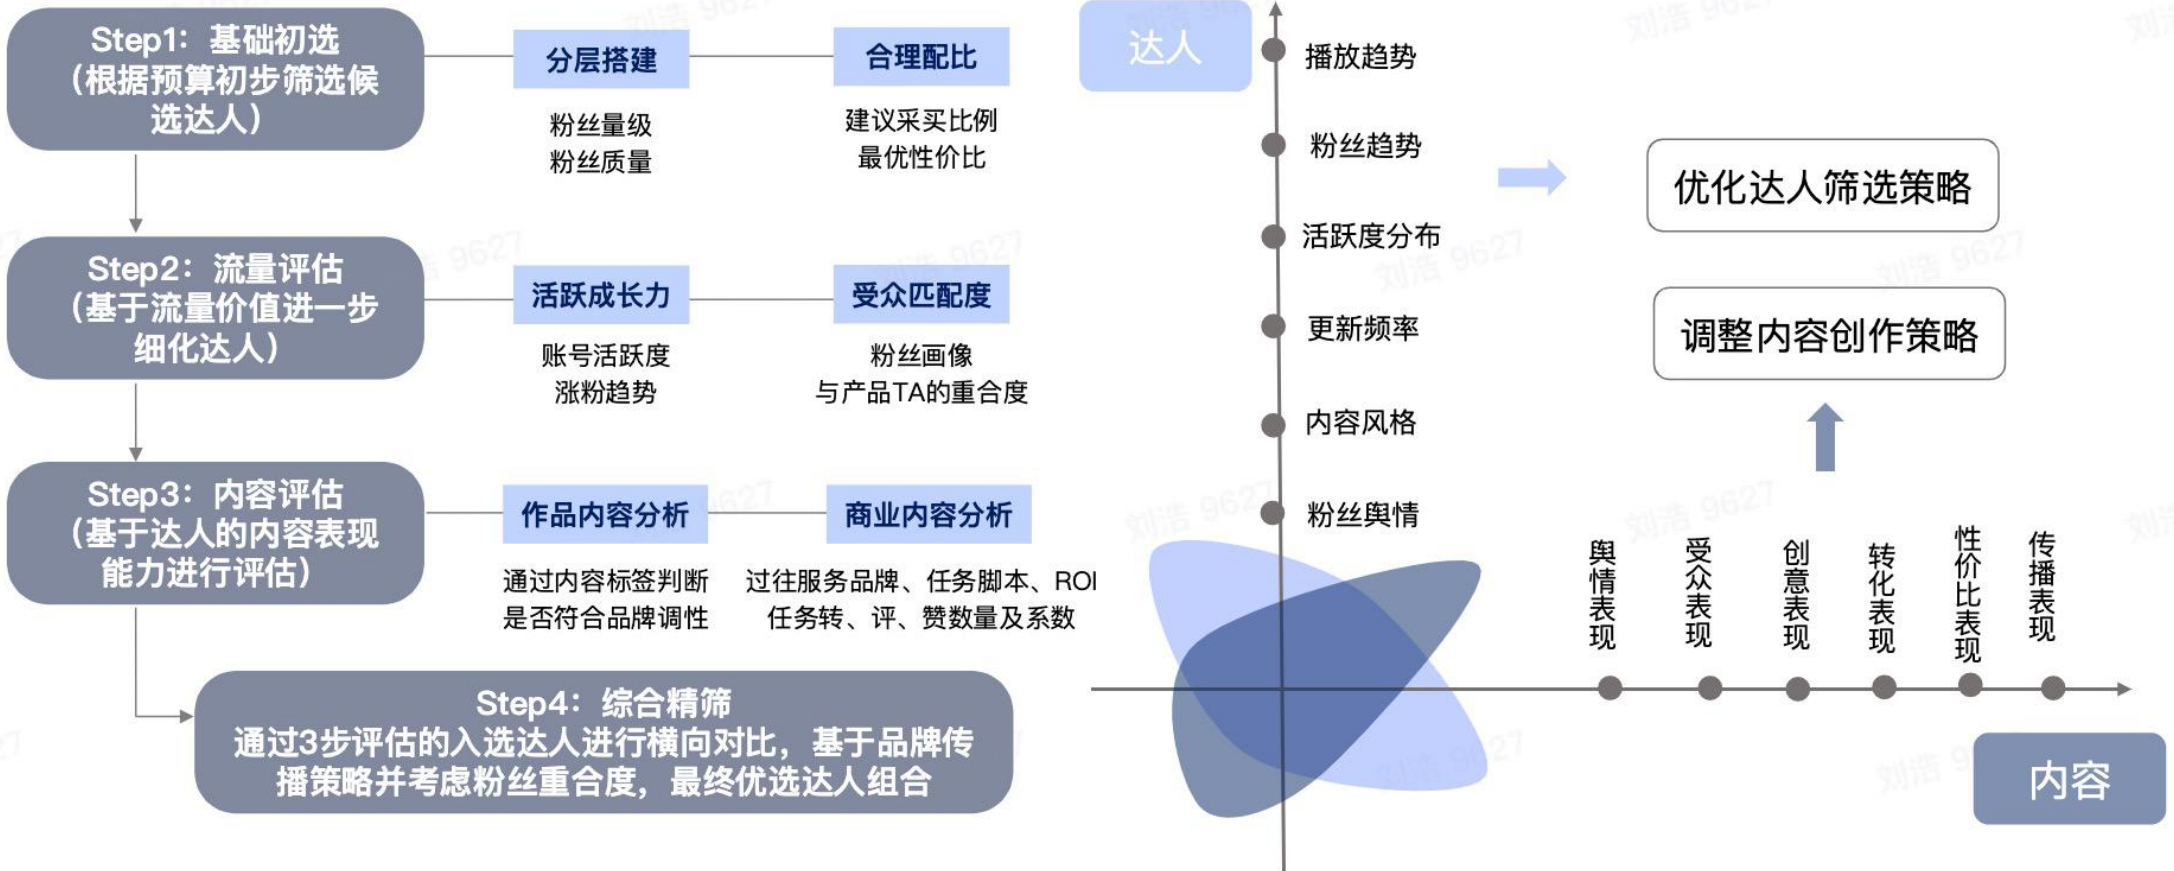 Step1：基础初选
（根据预算初步筛选候
选达人）
分层搭建
粉丝量级
粉丝质量
合理配比
建议采买比例
最优性价比
Step2：流量评估
（基于流量价值进一步
细化达人）
活跃成长力
账号活跃度
涨粉趋势
受众匹配度
粉丝画像
与产品TA的重合度
Step3：内容评估
（基于达人的内容表现
能力进行评估）
作品内容分析
通过内容标签判断
是否符合品牌调性
商业内容分析
过往服务品牌、任务脚本、ROI
任务转、评、赞数量及系数
Step4：综合精筛
通过3步评估的入选达人进行横向对比，基于品牌传
播策略并考虑粉丝重合度，最终优选达人组合
达人
播放趋势
粉丝趋势
活跃度分布
更新频率
内容风格
粉丝舆情
优化达人筛选策略
调整内容创作策略
舆情表现
受众表现
创意表现
转化表现
性价比表现
传播表现
内容
刘浩 9627